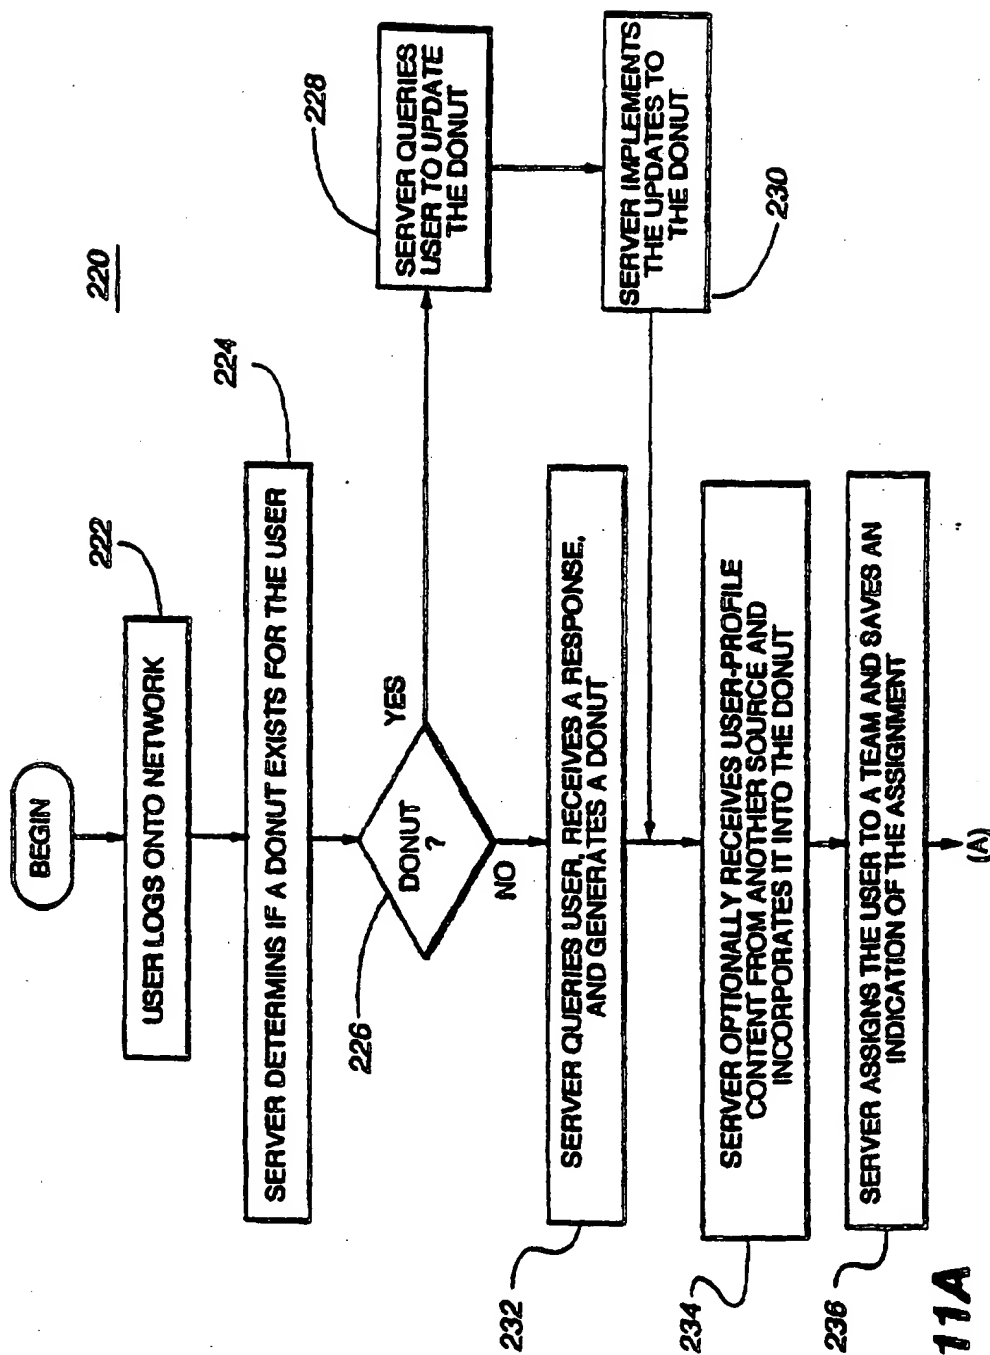 220
BEGIN
222
USER LOGS ONTO NETWORK
224
SERVER DETERMINS IF A DONUT EXISTS FOR THE USER
226
DONUT
?
YES
NO
228
SERVER QUERIES
USER TO UPDATE
THE DONUT
SERVER IMPLEMENTS
THE UPDATES TO
THE DONUT
230
232
SERVER QUERIES USER, RECEIVES A RESPONSE,
AND GENERATES A DONUT
234
SERVER OPTIONALLY RECEIVES USER-PROFILE
CONTENT FROM ANOTHER SOURCE AND
INCORPORATES IT INTO THE DONUT
236
SERVER ASSIGNS THE USER TO A TEAM AND SAVES AN
INDICATION OF THE ASSIGNMENT
(A)
11A